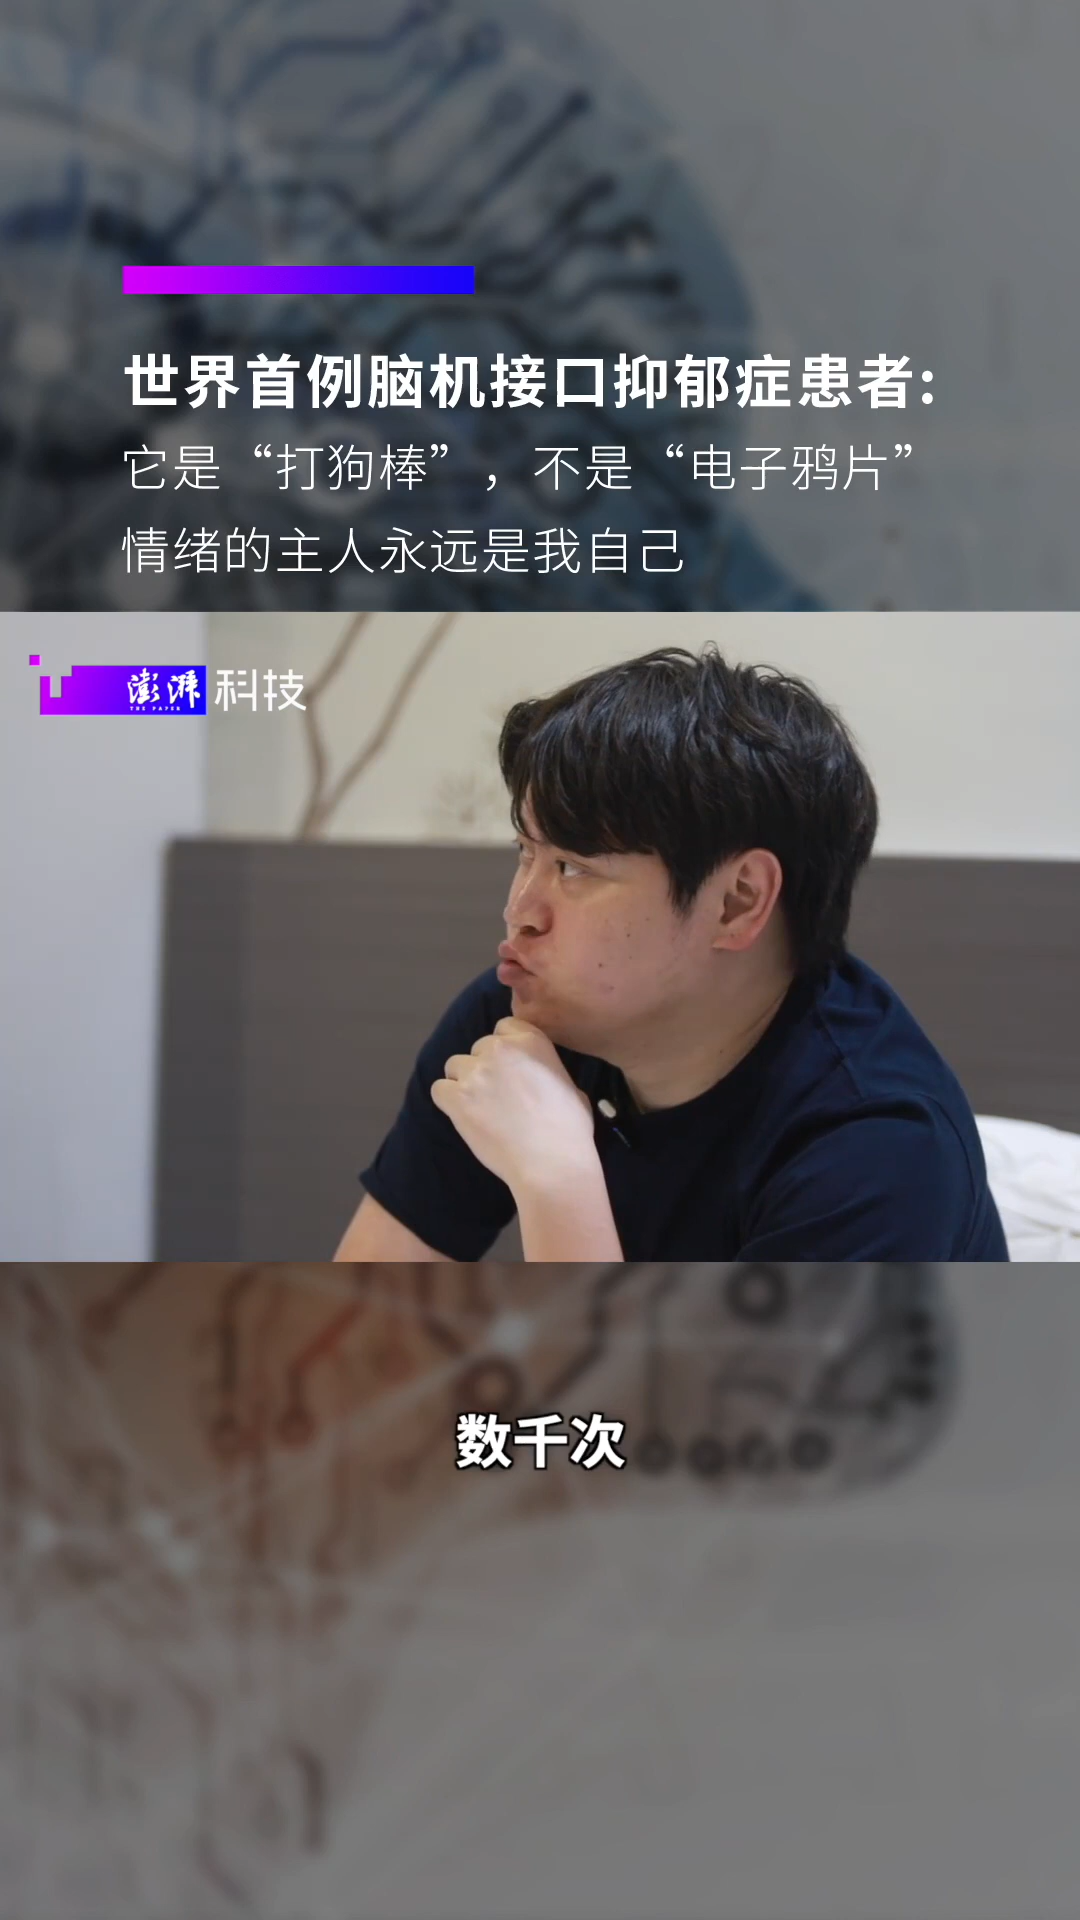 世界首例脑机接口抑郁症患者:
它是“打狗棒”，不是“电子鸦片”
情绪的主人永远是我自己
澎湃 科技
THE PAPER
数千次